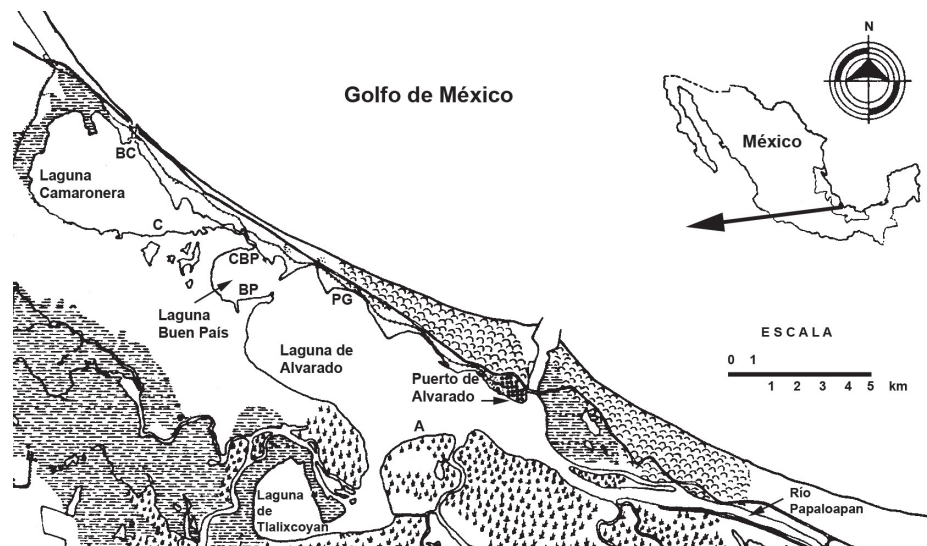 N
Golfo de México
México
BC
Laguna
Camaronera
C
CBP
BP
PG
Laguna
Buen País
ESCALA
0 1
1 2 3 4 5 km
Laguna de
Alvarado
Puerto de
Alvarado
A
Laguna
de
Tlalixcoyan
Río
Papaloapan